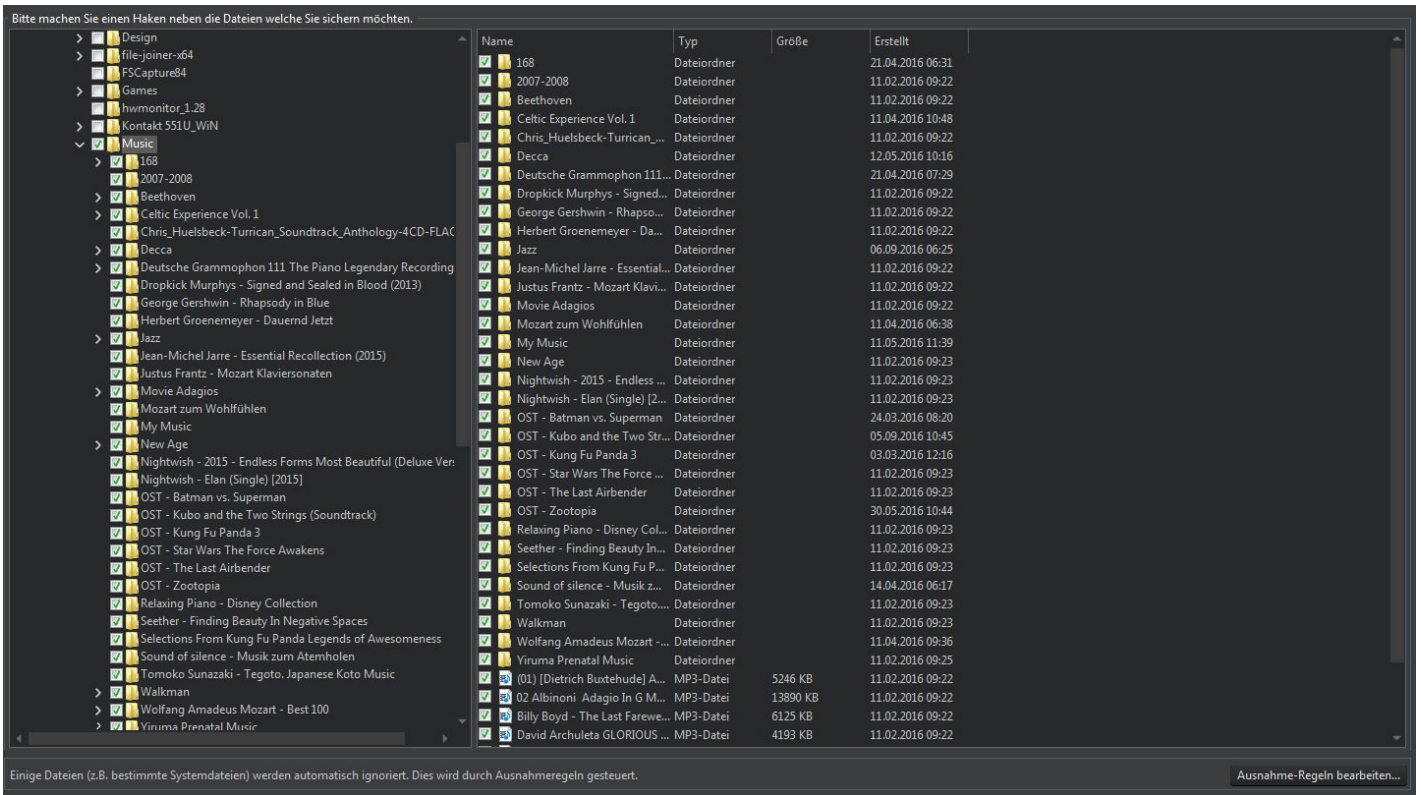 Bitte machen Sie einen Haken neben die Dateien welche Sie sichern möchten.
Design
file-joiner-x64
FSCapture84
Games
hwmonitor_1.28
Kontakt 551U_WiN
Music
168
2007-2008
Beethoven
Celtic Experience Vol. 1
Chris_Huelsbeck-Turrican_Soundtrack_Anthology-4CD-FLAC
Decca
Deutsche Grammophon 111 The Piano Legendary Recording
Dropkick Murphys - Signed and Sealed in Blood (2013)
George Gershwin - Rhapsody in Blue
Herbert Groenemeyer - Dauernd Jetzt
Jazz
Jean-Michel Jarre - Essential Recollection (2015)
Justus Frantz - Mozart Klaviersonaten
Movie Adagios
Mozart zum Wohlfühlen
My Music
New Age
Nightwish - 2015 - Endless Forms Most Beautiful (Deluxe Ver
Nightwish - Elan (Single) [2015]
OST - Batman vs. Superman
OST - Kubo and the Two Strings (Soundtrack)
OST - Kung Fu Panda 3
OST - Star Wars The Force Awakens
OST - The Last Airbender
OST - Zootopia
Relaxing Piano - Disney Collection
Seether - Finding Beauty In Negative Spaces
Selections From Kung Fu Panda Legends of Awesomeness
Sound of silence - Musik zum Atemholen
Tomoko Sunazaki - Tegoto. Japanese Koto Music
Walkman
Wolfang Amadeus Mozart - Best 100
Yiruma Prenatal Music
Name Typ Größe Erstellt
168 Dateiordner 21.04.2016 06:31
2007-2008 Dateiordner 11.02.2016 09:22
Beethoven Dateiordner 11.02.2016 09:22
Celtic Experience Vol. 1 Dateiordner 11.04.2016 10:48
Chris_Huelsbeck-Turrican_... Dateiordner 11.02.2016 09:22
Decca Dateiordner 12.05.2016 10:16
Deutsche Grammophon 111... Dateiordner 21.04.2016 07:29
Dropkick Murphys - Signed... Dateiordner 11.02.2016 09:22
George Gershwin - Rhapso... Dateiordner 11.02.2016 09:22
Herbert Groenemeyer - Da... Dateiordner 11.02.2016 09:22
Jazz Dateiordner 06.09.2016 06:25
Jean-Michel Jarre - Essential... Dateiordner 11.02.2016 09:22
Justus Frantz - Mozart Klavi... Dateiordner 11.02.2016 09:22
Movie Adagios Dateiordner 11.02.2016 09:22
Mozart zum Wohlfühlen Dateiordner 11.04.2016 06:38
My Music Dateiordner 11.05.2016 11:39
New Age Dateiordner 11.02.2016 09:23
Nightwish - 2015 - Endless ... Dateiordner 11.02.2016 09:23
Nightwish - Elan (Single) [2... Dateiordner 11.02.2016 09:23
OST - Batman vs. Superman Dateiordner 24.03.2016 08:20
OST - Kubo and the Two Str... Dateiordner 05.09.2016 10:45
OST - Kung Fu Panda 3 Dateiordner 03.03.2016 12:16
OST - Star Wars The Force ... Dateiordner 11.02.2016 09:23
OST - The Last Airbender Dateiordner 11.02.2016 09:23
OST - Zootopia Dateiordner 30.05.2016 10:44
Relaxing Piano - Disney Col... Dateiordner 11.02.2016 09:23
Seether - Finding Beauty In... Dateiordner 11.02.2016 09:23
Selections From Kung Fu P... Dateiordner 11.02.2016 09:23
Sound of silence - Musik z... Dateiordner 14.04.2016 06:17
Tomoko Sunazaki - Tegoto.... Dateiordner 11.02.2016 09:23
Walkman Dateiordner 11.02.2016 09:23
Wolfang Amadeus Mozart -... Dateiordner 11.04.2016 09:36
Yiruma Prenatal Music Dateiordner 11.02.2016 09:25
(01) [Dietrich Buxtehude] A... MP3-Datei 5246 KB 11.02.2016 09:22
02 Albinoni Adagio In G M... MP3-Datei 13890 KB 11.02.2016 09:22
Billy Boyd - The Last Farewe... MP3-Datei 6125 KB 11.02.2016 09:22
David Archuleta GLORIOUS ... MP3-Datei 4193 KB 11.02.2016 09:22
Einige Dateien (z.B. bestimmte Systemdateien) werden automatisch ignoriert. Dies wird durch Ausnahmeregeln gesteuert.
Ausnahme-Regeln bearbeiten...